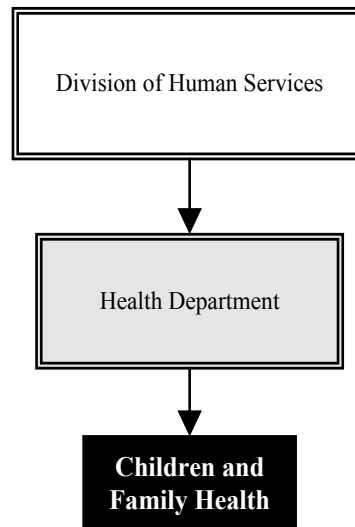 Division of Human Services
Health Department
Children and
Family Health